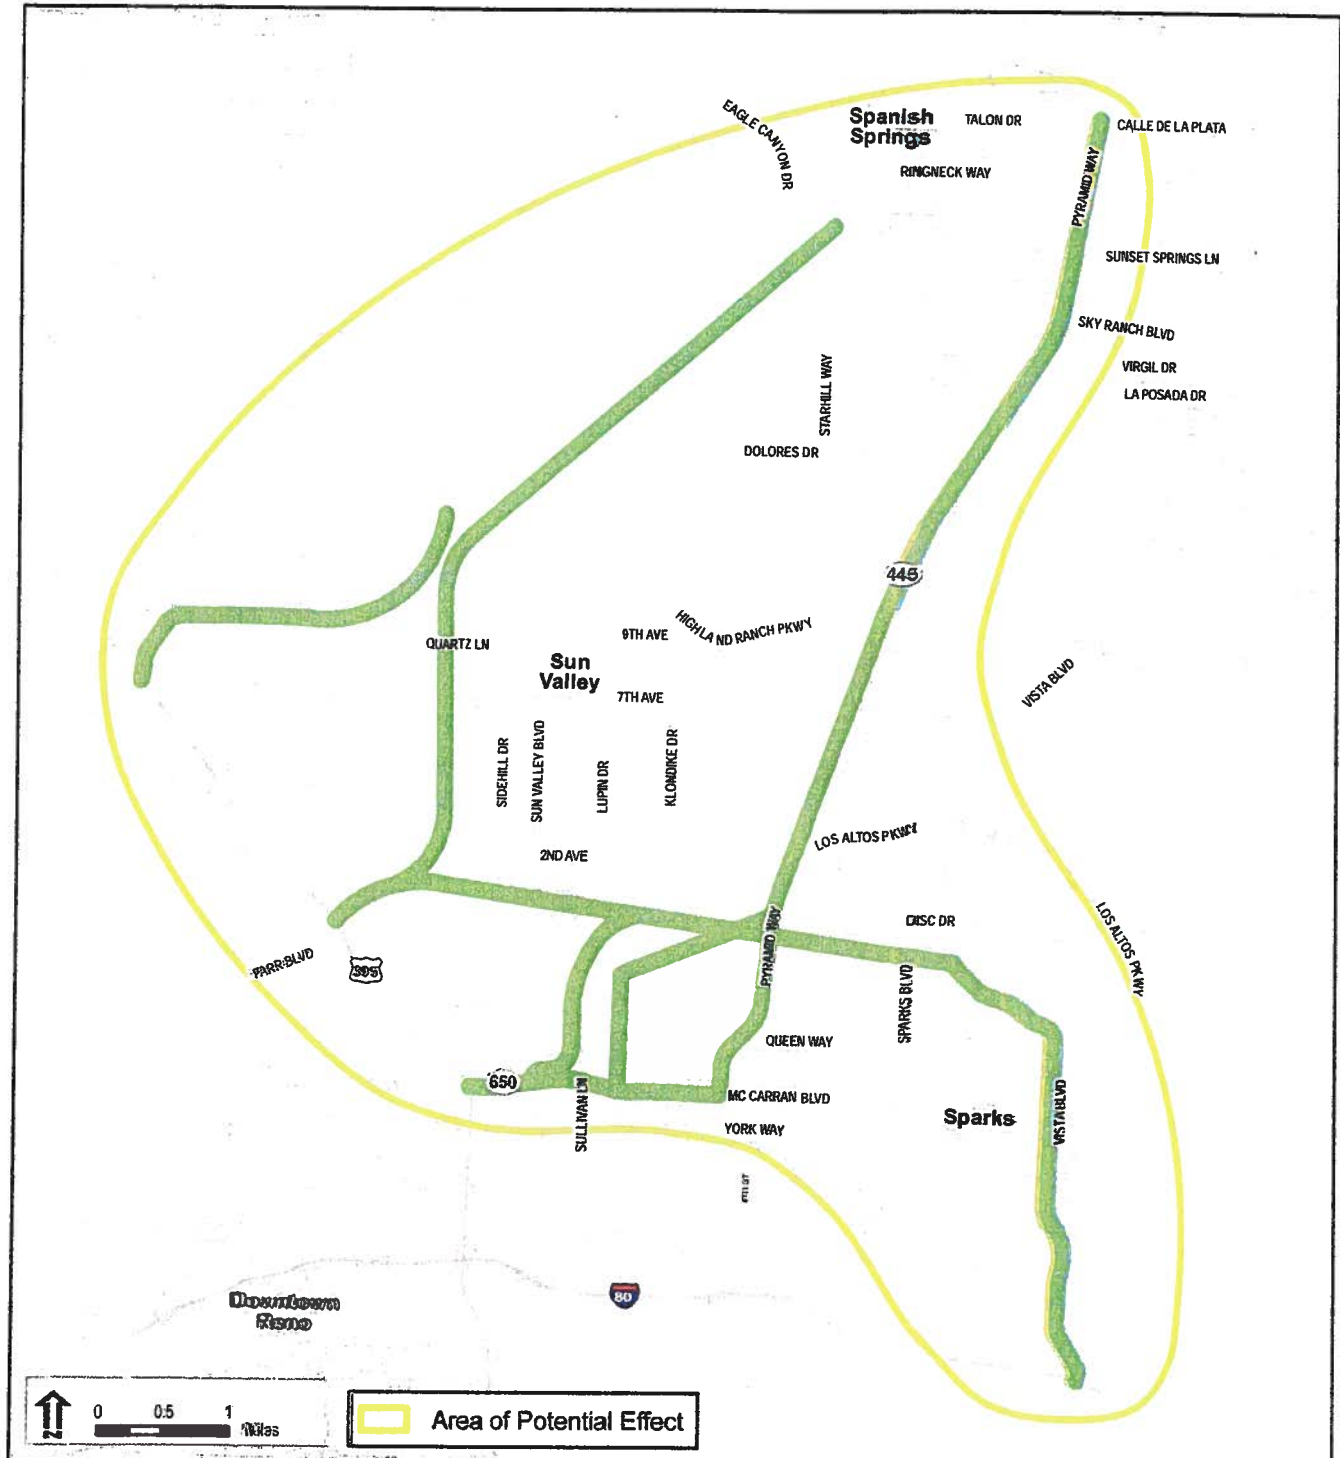 EAGLE CANYON DR
Spanish
Springs
TALON DR
CALLE DE LA PLATA
RINGNECK WAY
PYRAMID WAY
SUNSET SPRINGS LN
SKY RANCH BLVD
VIRGIL DR
LA POSADA DR
STARHILL WAY
DOLORES DR
445
QUARTZ LN
9TH AVE
HIGHLAND RANCH PKWY
Sun
Valley
7TH AVE
VISTA BLVD
SIDEHILL DR
SUN VALLEY BLVD
LUPIN DR
KLONDIKE DR
LOS ALTOS PKWY
2ND AVE
DISC DR
LOS ALTOS PKWY
PYRAMID WAY
FARR BLVD
395
SPARKS BLVD
QUEEN WAY
650
SULLIVAN LN
MC CARRAN BLVD
Sparks
VISTA BLVD
YORK WAY
80
Downtown
Reno
N
0 0.5 1
Miles
Area of Potential Effect